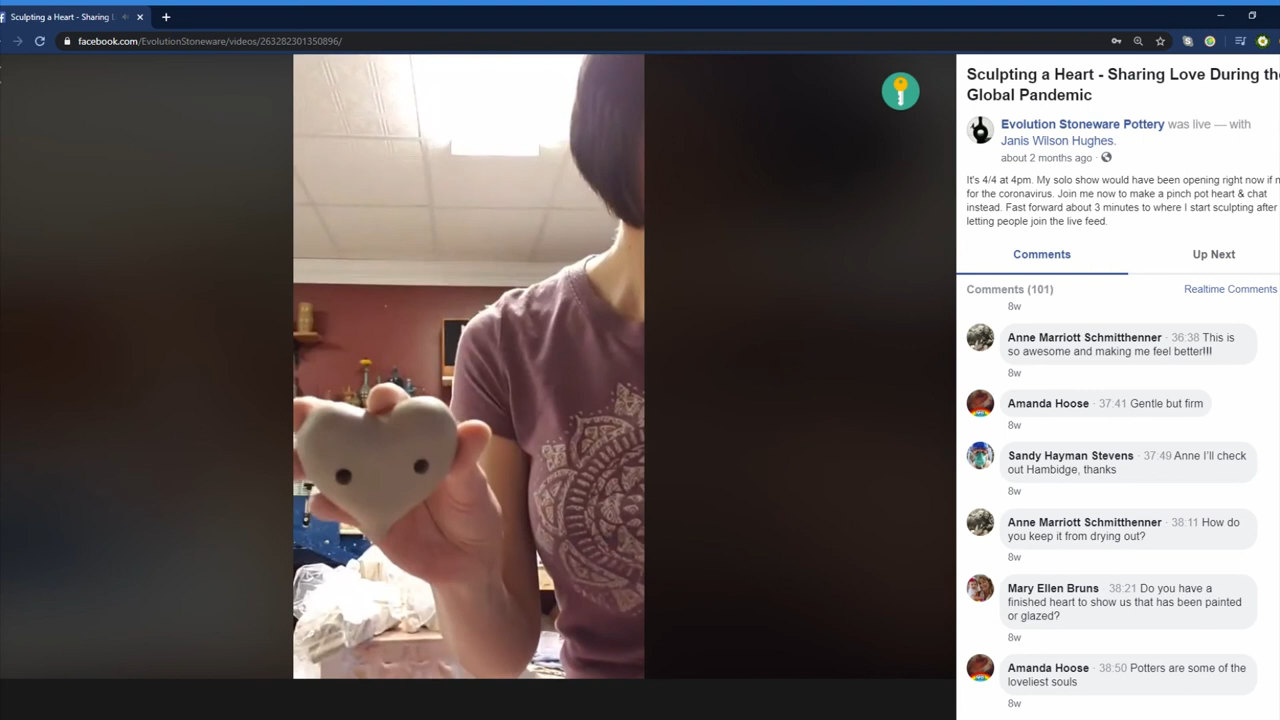 Sculpting a Heart - Sharing L
facebook.com/EvolutionStoneware/videos/263282301350896/
Sculpting a Heart - Sharing Love During the
Global Pandemic
Evolution Stoneware Pottery was live — with
Janis Wilson Hughes.
about 2 months ago ·
It's 4/4 at 4pm. My solo show would have been opening right now if n
for the coronavirus. Join me now to make a pinch pot heart & chat
instead. Fast forward about 3 minutes to where I start sculpting after
letting people join the live feed.
Comments Up Next
Comments (101) Realtime Comments
8w
Anne Marriott Schmitthenner · 36:38 This is
so awesome and making me feel better!!!
8w
Amanda Hoose · 37:41 Gentle but firm
8w
Sandy Hayman Stevens · 37:49 Anne I'll check
out Hambidge, thanks
8w
Anne Marriott Schmitthenner · 38:11 How do
you keep it from drying out?
8w
Mary Ellen Bruns · 38:21 Do you have a
finished heart to show us that has been painted
or glazed?
8w
Amanda Hoose · 38:50 Potters are some of the
loveliest souls
8w